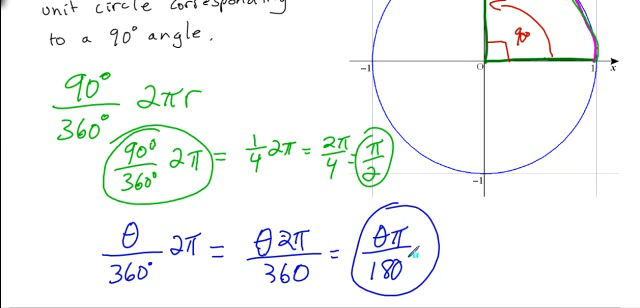 unit circle corresponding
to a 90° angle.
90°
O
-1
1
x
-1
90°/360° 2πr
90°/360° 2π = 1/4 2π = 2π/4 = π/2
θ/360° 2π = θ2π/360 = θπ/180